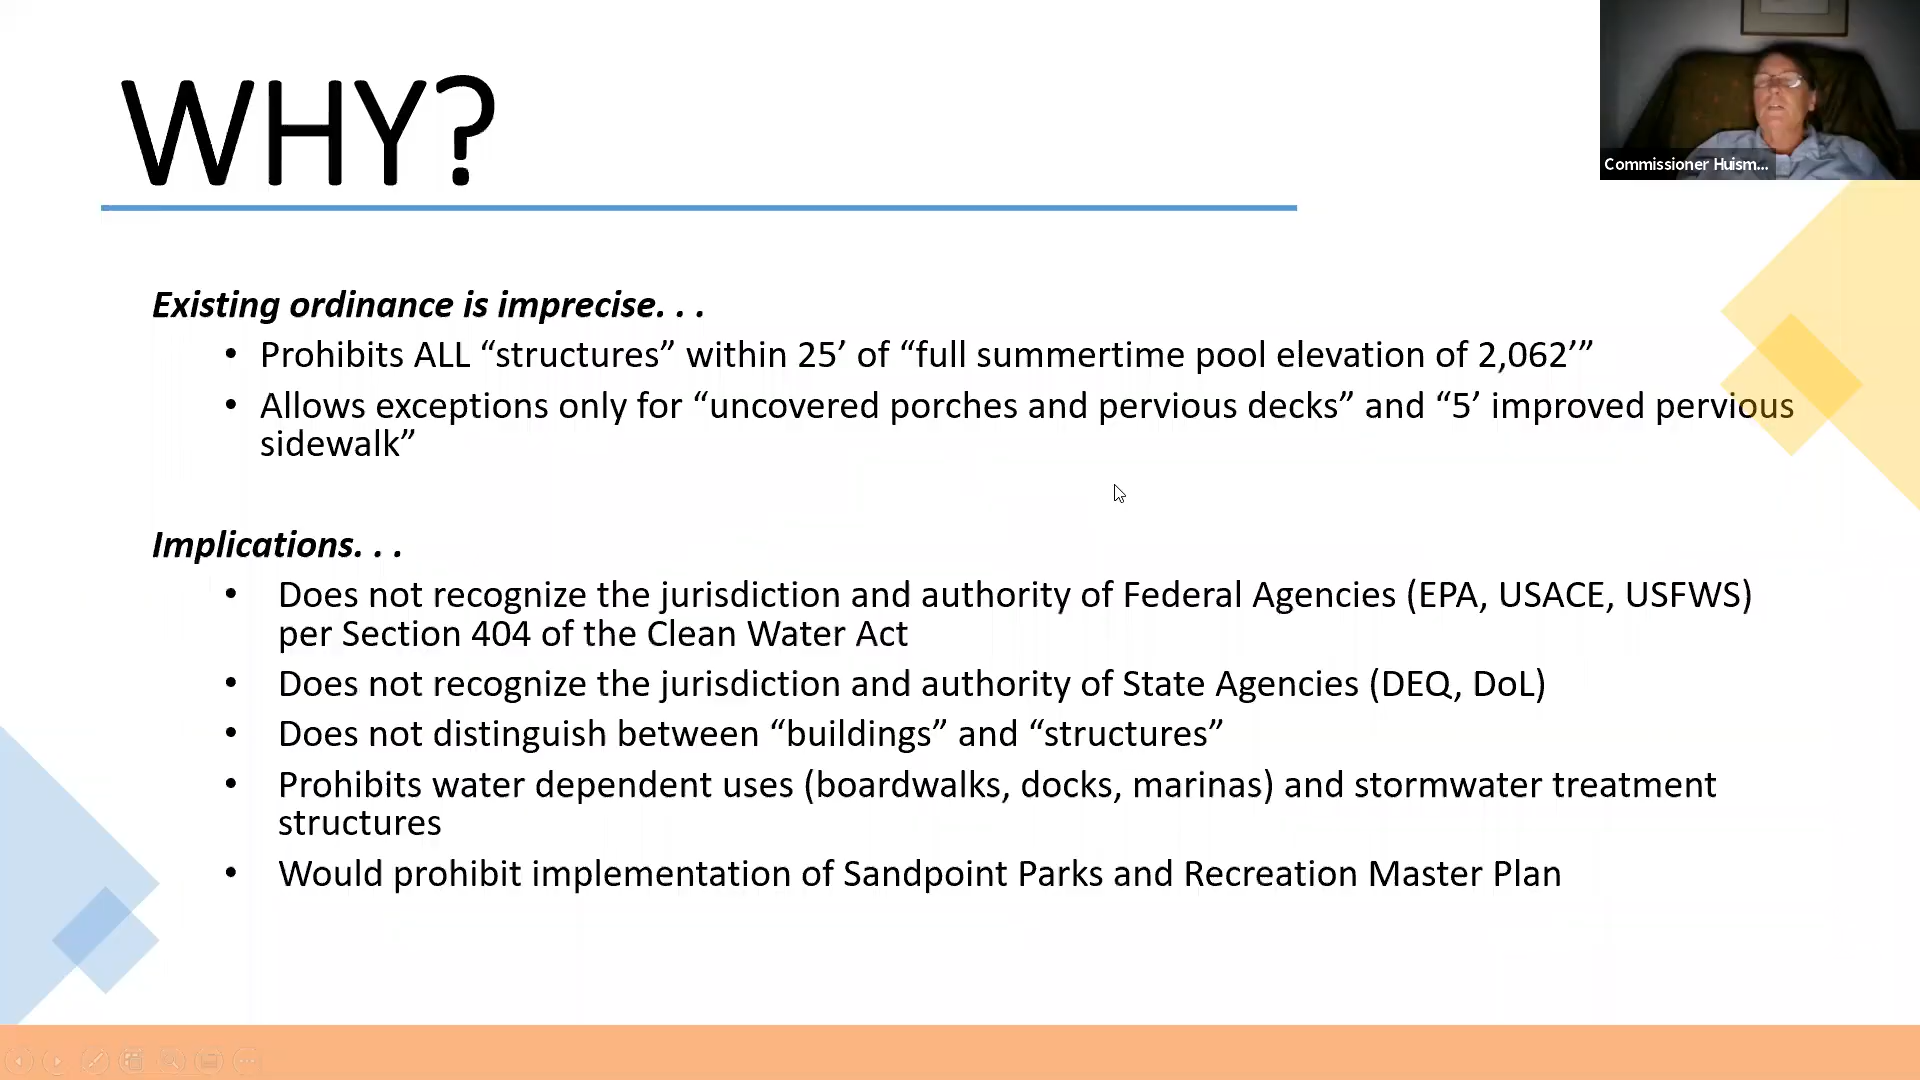 WHY?
Commissioner Huism...
Existing ordinance is imprecise. . .
• Prohibits ALL “structures” within 25’ of “full summertime pool elevation of 2,062’”
• Allows exceptions only for “uncovered porches and pervious decks” and “5’ improved pervious
sidewalk”
Implications. . .
• Does not recognize the jurisdiction and authority of Federal Agencies (EPA, USACE, USFWS)
per Section 404 of the Clean Water Act
• Does not recognize the jurisdiction and authority of State Agencies (DEQ, DoL)
• Does not distinguish between “buildings” and “structures”
• Prohibits water dependent uses (boardwalks, docks, marinas) and stormwater treatment
structures
• Would prohibit implementation of Sandpoint Parks and Recreation Master Plan